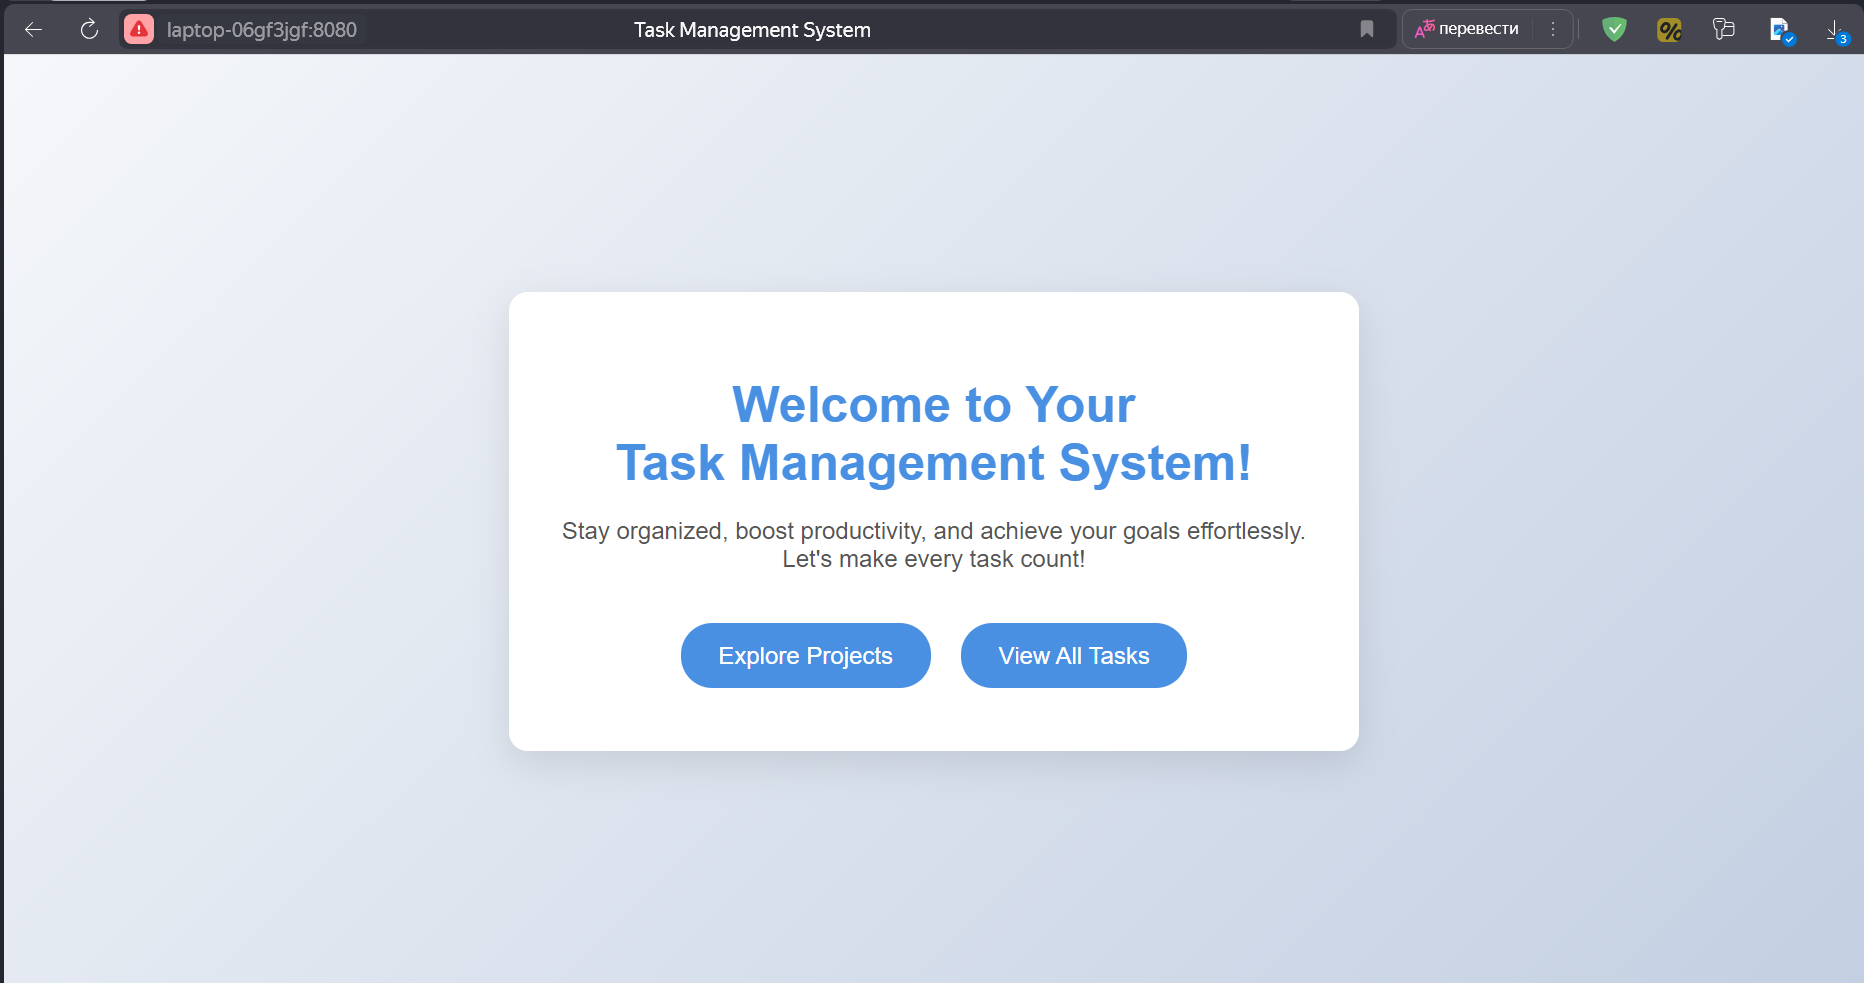 laptop-06gf3jgf:8080
Task Management System
перевести
3
Welcome to Your
Task Management System!
Stay organized, boost productivity, and achieve your goals effortlessly.
Let's make every task count!
Explore Projects
View All Tasks